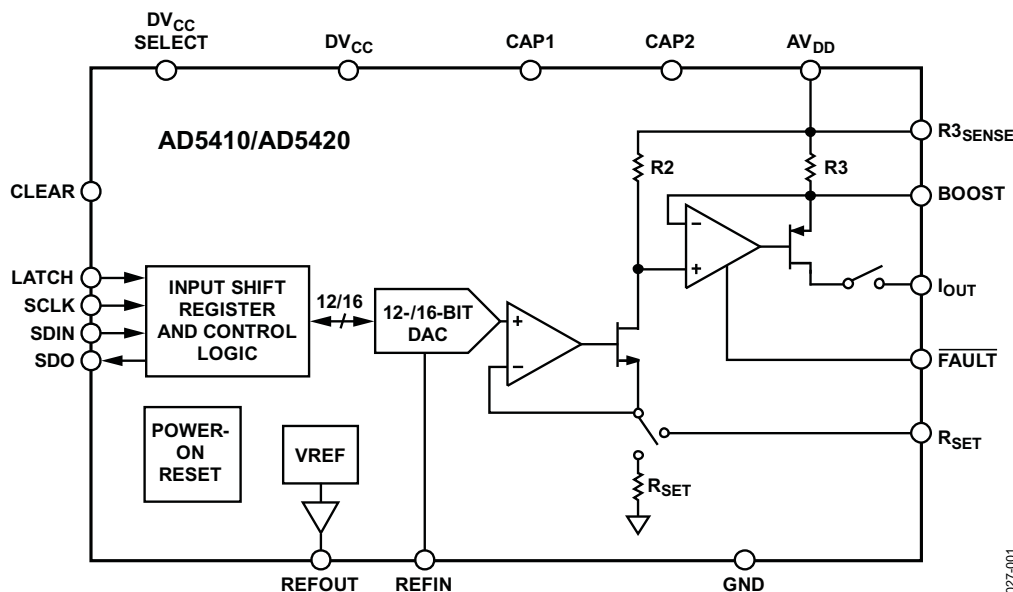 DVCC
SELECT
DVCC
CAP1
CAP2
AVDD
AD5410/AD5420
R3SENSE
R2
R3
CLEAR
BOOST
LATCH
SCLK
SDIN
SDO
INPUT SHIFT
REGISTER
AND CONTROL
LOGIC
12/16
12-/16-BIT
DAC
+
−
−
+
IOUT
FAULT
POWER-
ON
RESET
VREF
RSET
RSET
REFOUT
REFIN
GND
027-001